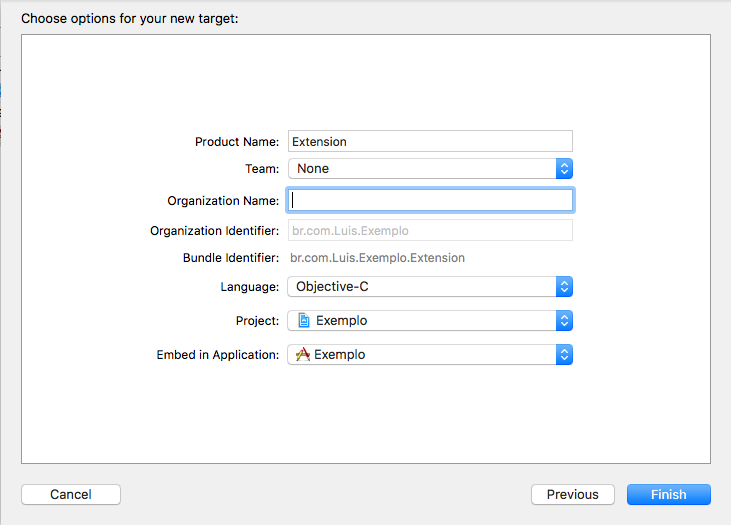 Choose options for your new target:
Product Name: Extension
Team: None
Organization Name:
Organization Identifier: br.com.Luis.Exemplo
Bundle Identifier: br.com.Luis.Exemplo.Extension
Language: Objective-C
Project: Exemplo
Embed in Application: Exemplo
Cancel Previous Finish